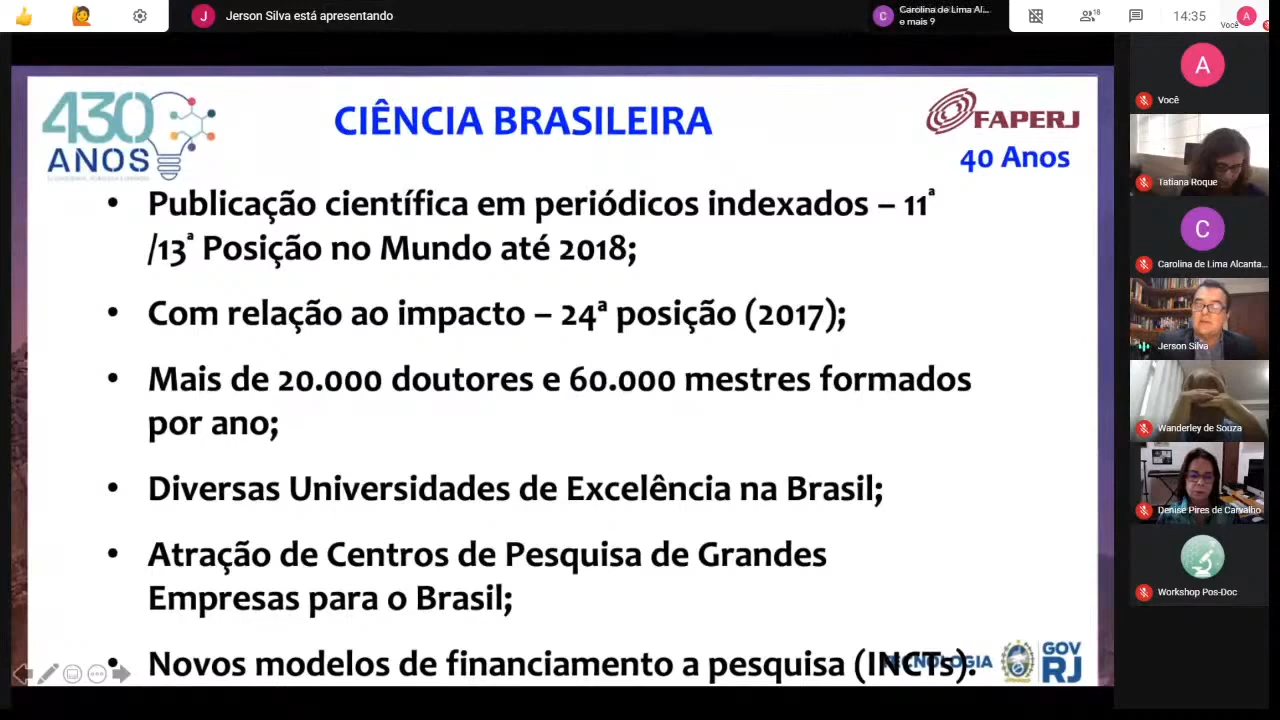 Jerson Silva está apresentando
Carolina de Lima Al...
e mais 9
18
14:35
Você
A
430
ANOS
CIÊNCIA BRASILEIRA
FAPERJ
40 Anos
• Publicação científica em periódicos indexados – 11ª
/13ª Posição no Mundo até 2018;
• Com relação ao impacto – 24ª posição (2017);
• Mais de 20.000 doutores e 60.000 mestres formados
por ano;
• Diversas Universidades de Excelência na Brasil;
• Atração de Centros de Pesquisa de Grandes
Empresas para o Brasil;
• Novos modelos de financiamento a pesquisa (INCTs).
GOV
RJ
A
Você
Tatiana Roque
C
Carolina de Lima Alcanta...
Jerson Silva
Wanderley de Souza
Denise Pires de Carvalho
Workshop Pos-Doc